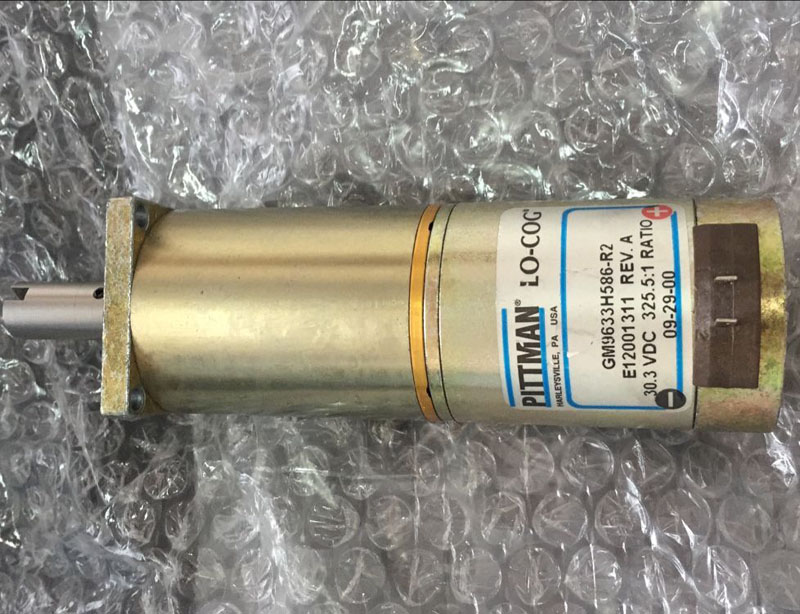 PITTMAN® LO-COG
HARLEYSVILLE, PA USA
GM9633H586-R2
E12001311 REV. A
30.3 VDC 325.5:1 RATIO
09-29-00